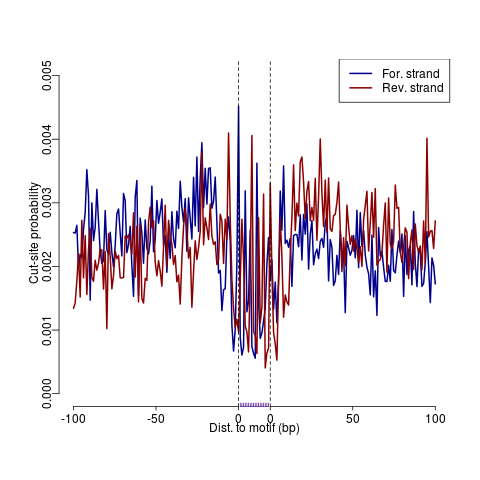 For. strand
Rev. strand
Cut-site probability
0.005
0.004
0.003
0.002
0.001
0.000
-100 -50 0 0 50 100
Dist. to motif (bp)